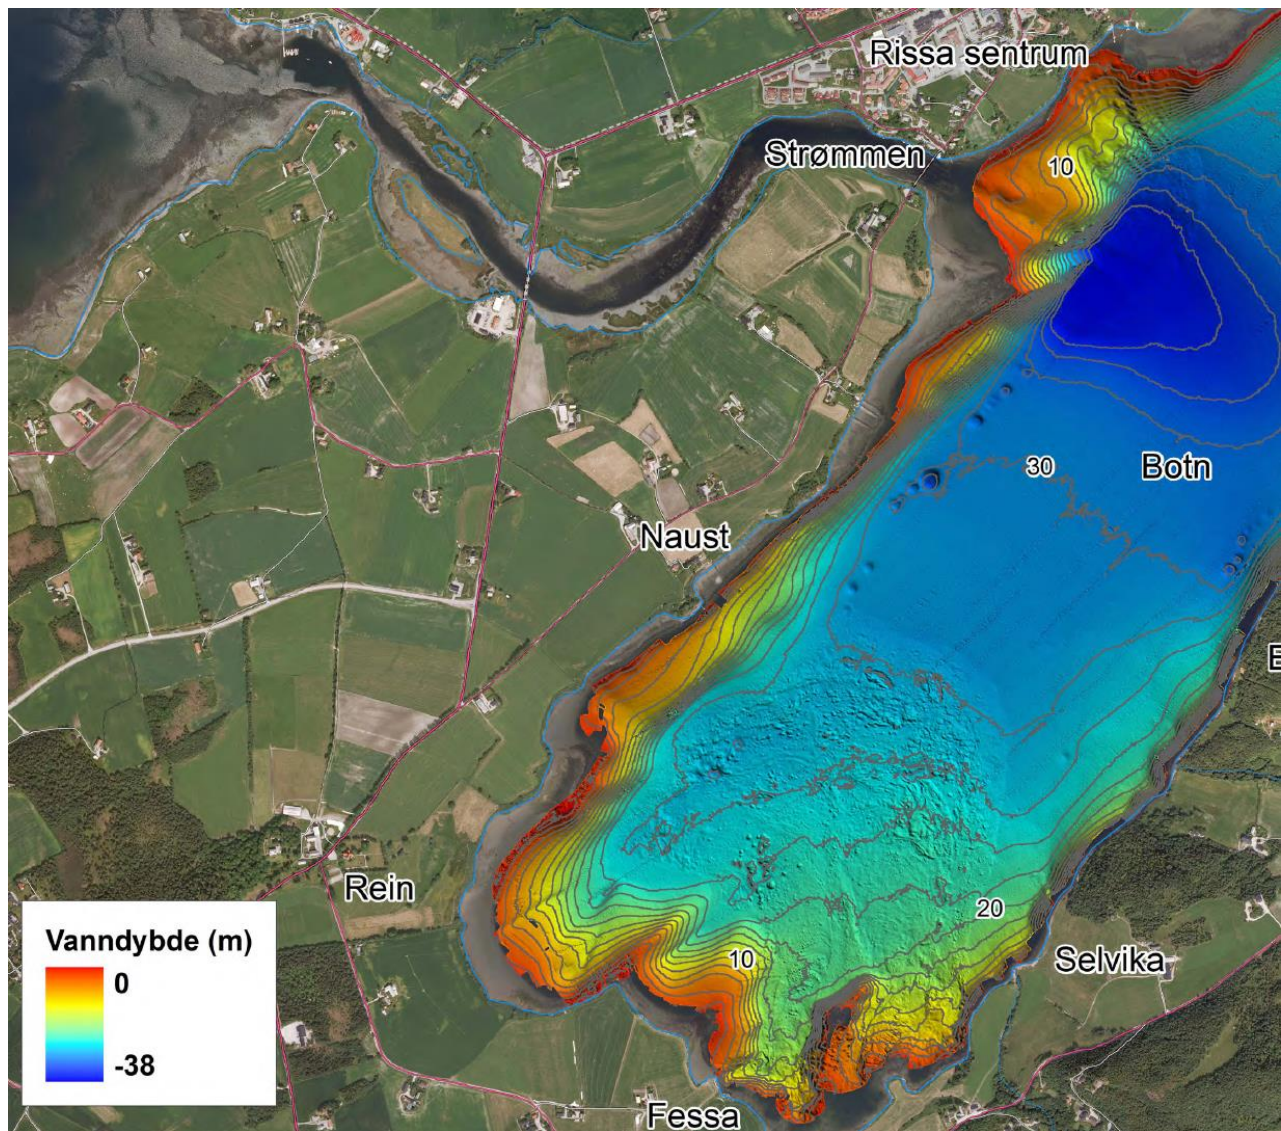 Rissa sentrum
Strømmen
10
30
Botn
Naust
20
Rein
10
Selvika
Fessa
Vanndybde (m)
0
-38